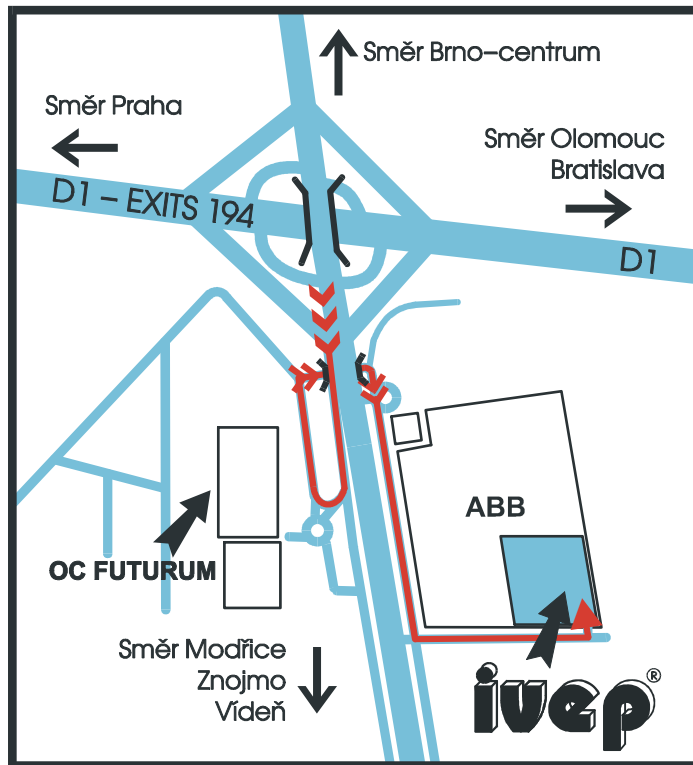 Směr Brno–centrum
Směr Praha
Směr Olomouc
Bratislava
D1 – EXITS 194
D1
ABB
OC FUTURUM
Směr Modřice
Znojmo
Vídeň
ivep®